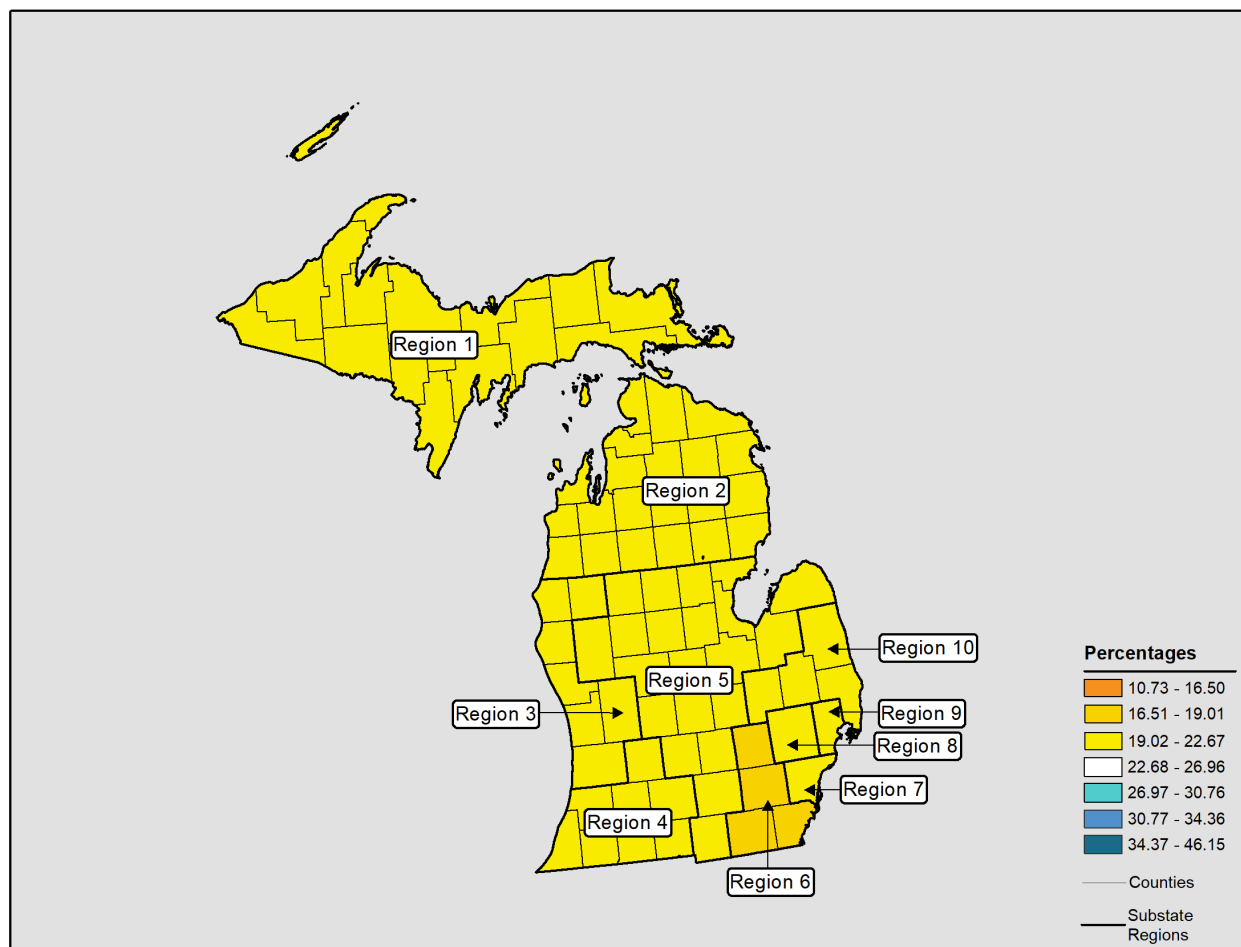 Region 1
Region 2
Region 10
Region 5
Region 3
Region 9
Region 8
Region 7
Region 4
Region 6
Percentages
10.73 - 16.50
16.51 - 19.01
19.02 - 22.67
22.68 - 26.96
26.97 - 30.76
30.77 - 34.36
34.37 - 46.15
Counties
Substate
Regions